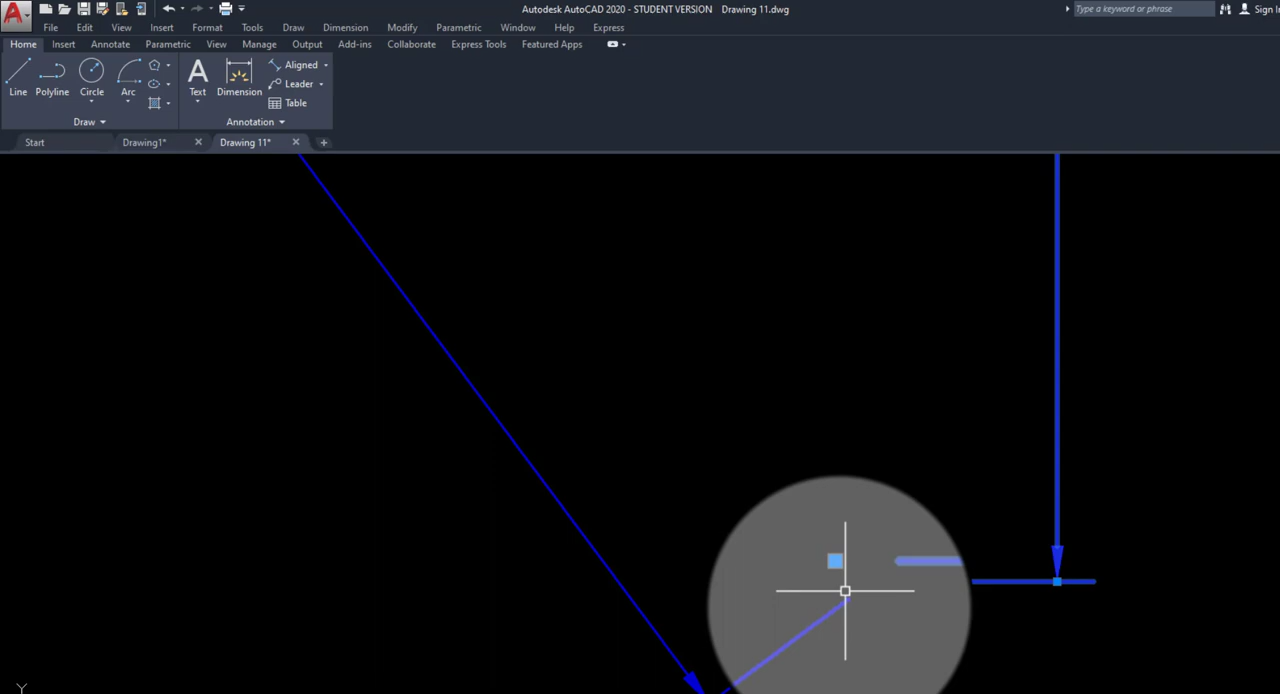 Autodesk AutoCAD 2020 - STUDENT VERSION Drawing 11.dwg
Type a keyword or phrase
Sign In
File Edit View Insert Format Tools Draw Dimension Modify Parametric Window Help Express
Home Insert Annotate Parametric View Manage Output Add-ins Collaborate Express Tools Featured Apps
Line Polyline Circle Arc Text Dimension
Aligned
Leader
Table
Draw Annotation
Start Drawing1* Drawing 11*
Y